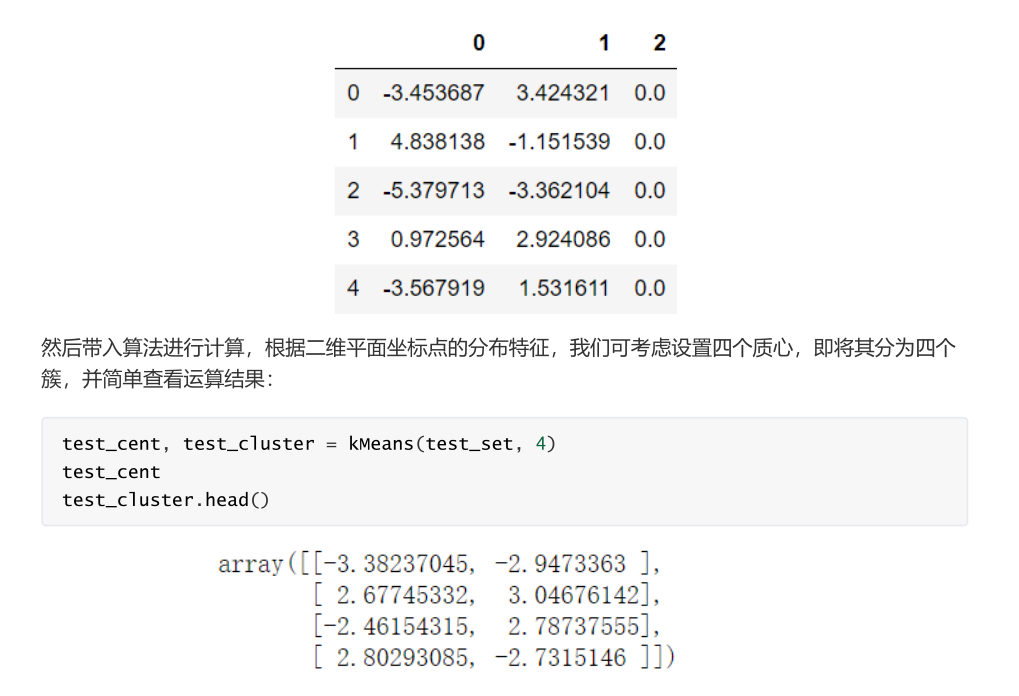 0 1 2
0 -3.453687 3.424321 0.0
1 4.838138 -1.151539 0.0
2 -5.379713 -3.362104 0.0
3 0.972564 2.924086 0.0
4 -3.567919 1.531611 0.0
然后带入算法进行计算，根据二维平面坐标点的分布特征，我们可考虑设置四个质心，即将其分为四个
簇，并简单查看运算结果：
test_cent, test_cluster = kMeans(test_set, 4)
test_cent
test_cluster.head()
array([[-3.38237045, -2.9473363 ],
[ 2.67745332, 3.04676142],
[-2.46154315, 2.78737555],
[ 2.80293085, -2.7315146 ]])